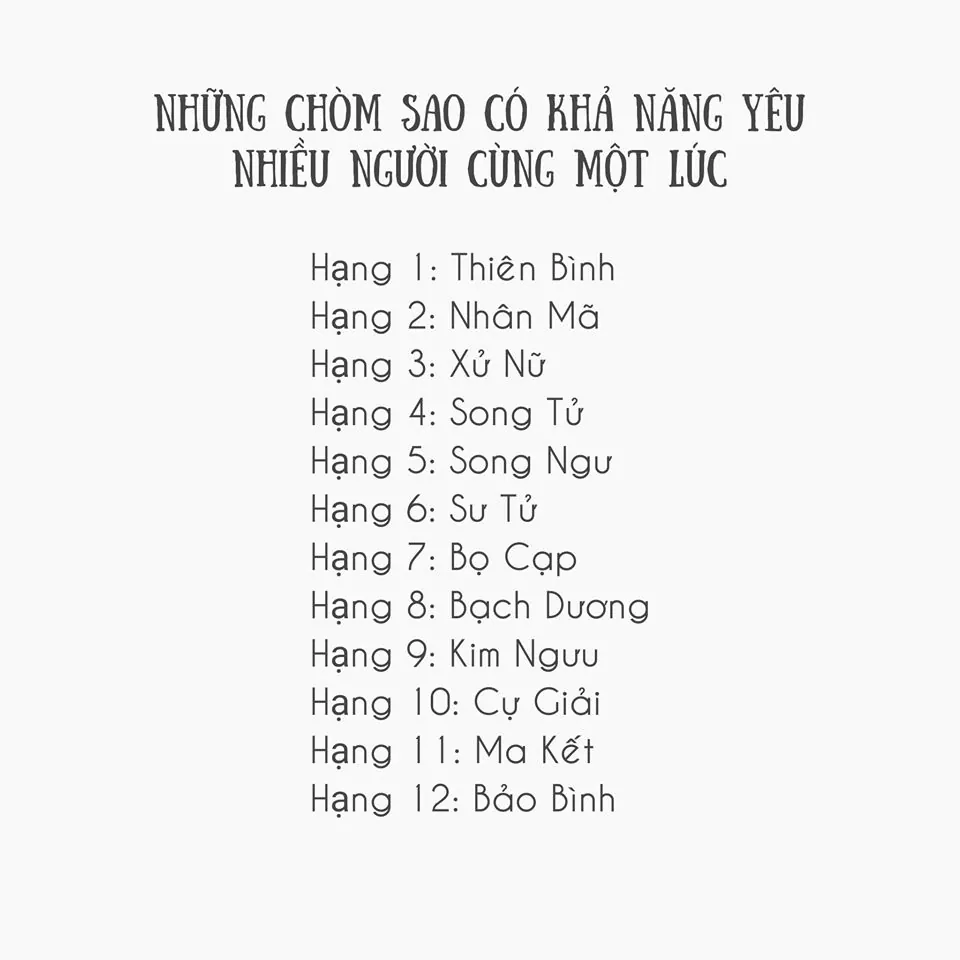 NHỮNG CHÒM SAO CÓ KHẢ NĂNG YÊU
NHIỀU NGƯỜI CÙNG MỘT LÚC
Hạng 1: Thiên Bình
Hạng 2: Nhân Mã
Hạng 3: Xử Nữ
Hạng 4: Song Tử
Hạng 5: Song Ngư
Hạng 6: Sư Tử
Hạng 7: Bọ Cạp
Hạng 8: Bạch Dương
Hạng 9: Kim Ngưu
Hạng 10: Cự Giải
Hạng 11: Ma Kết
Hạng 12: Bảo Bình